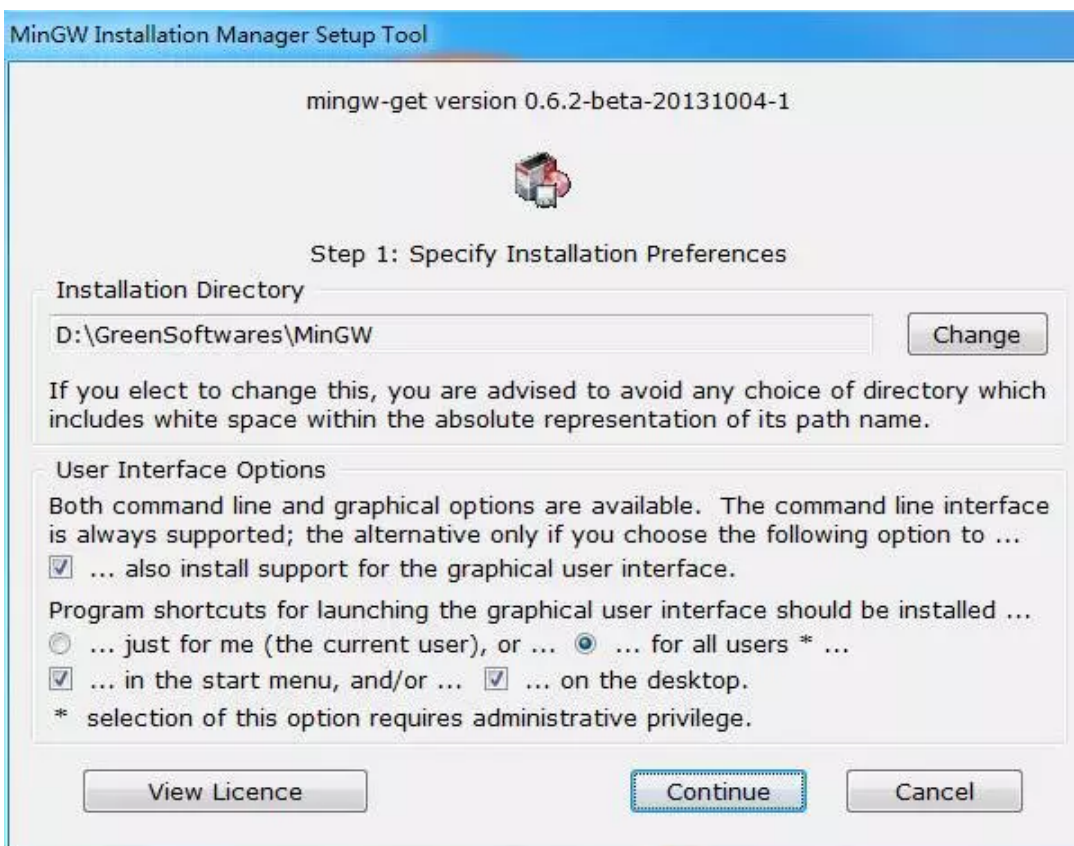 MinGW Installation Manager Setup Tool
mingw-get version 0.6.2-beta-20131004-1
Step 1: Specify Installation Preferences
Installation Directory
D:\GreenSoftwares\MinGW
Change
If you elect to change this, you are advised to avoid any choice of directory which
includes white space within the absolute representation of its path name.
User Interface Options
Both command line and graphical options are available. The command line interface
is always supported; the alternative only if you choose the following option to ...
... also install support for the graphical user interface.
Program shortcuts for launching the graphical user interface should be installed ...
... just for me (the current user), or ... ... for all users * ...
... in the start menu, and/or ... ... on the desktop.
* selection of this option requires administrative privilege.
View Licence Continue Cancel